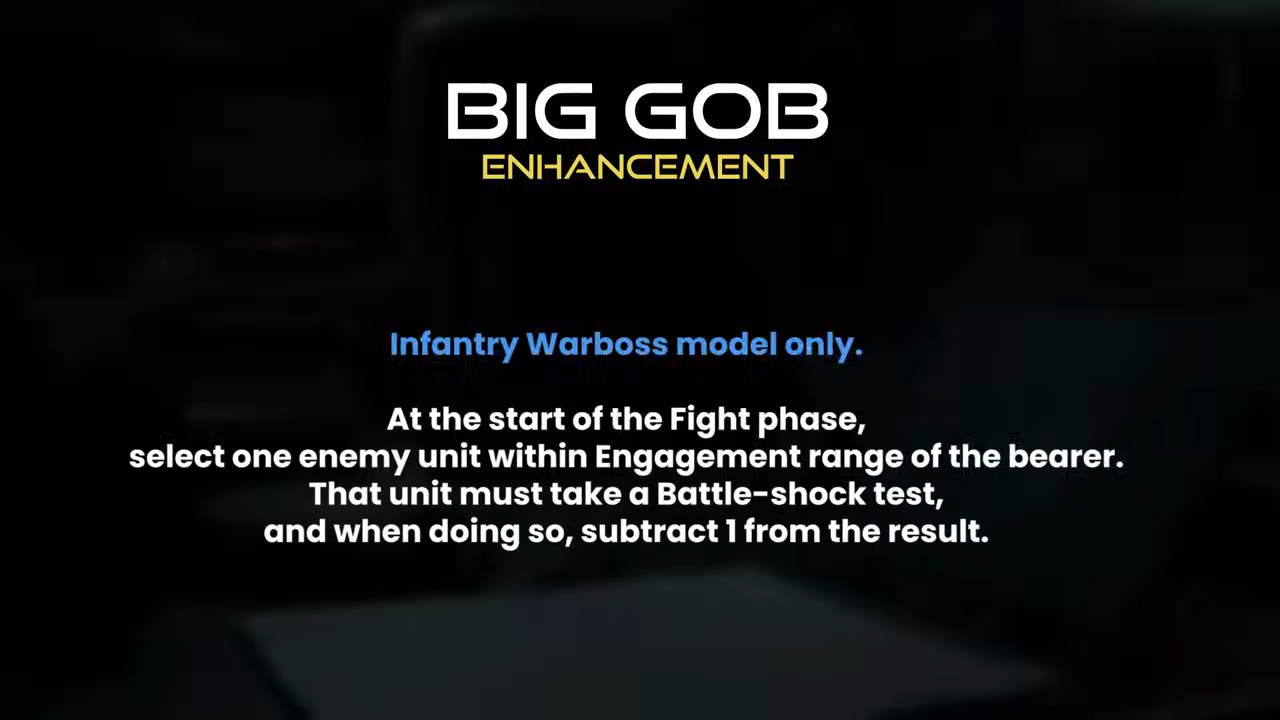 BIG GOB
ENHANCEMENT
Infantry Warboss model only.
At the start of the Fight phase,
select one enemy unit within Engagement range of the bearer.
That unit must take a Battle-shock test,
and when doing so, subtract 1 from the result.